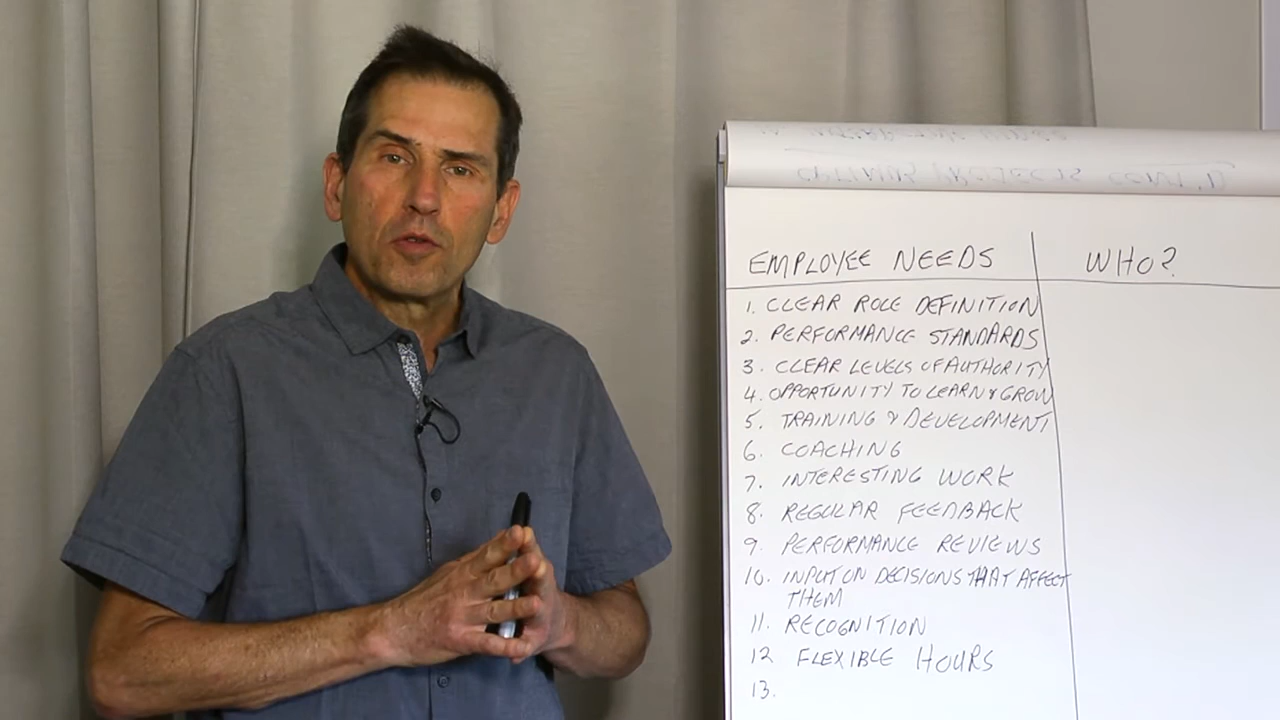 EMPLOYEE NEEDS WHO?
1. CLEAR ROLE DEFINITION
2. PERFORMANCE STANDARDS
3. CLEAR LEVELS OF AUTHORITY
4. OPPORTUNITY TO LEARN & GROW
5. TRAINING & DEVELOPMENT
6. COACHING
7. INTERESTING WORK
8. REGULAR FEEDBACK
9. PERFORMANCE REVIEWS
10. INPUT ON DECISIONS THAT AFFECT
THEM
11. RECOGNITION
12 FLEXIBLE HOURS
13.